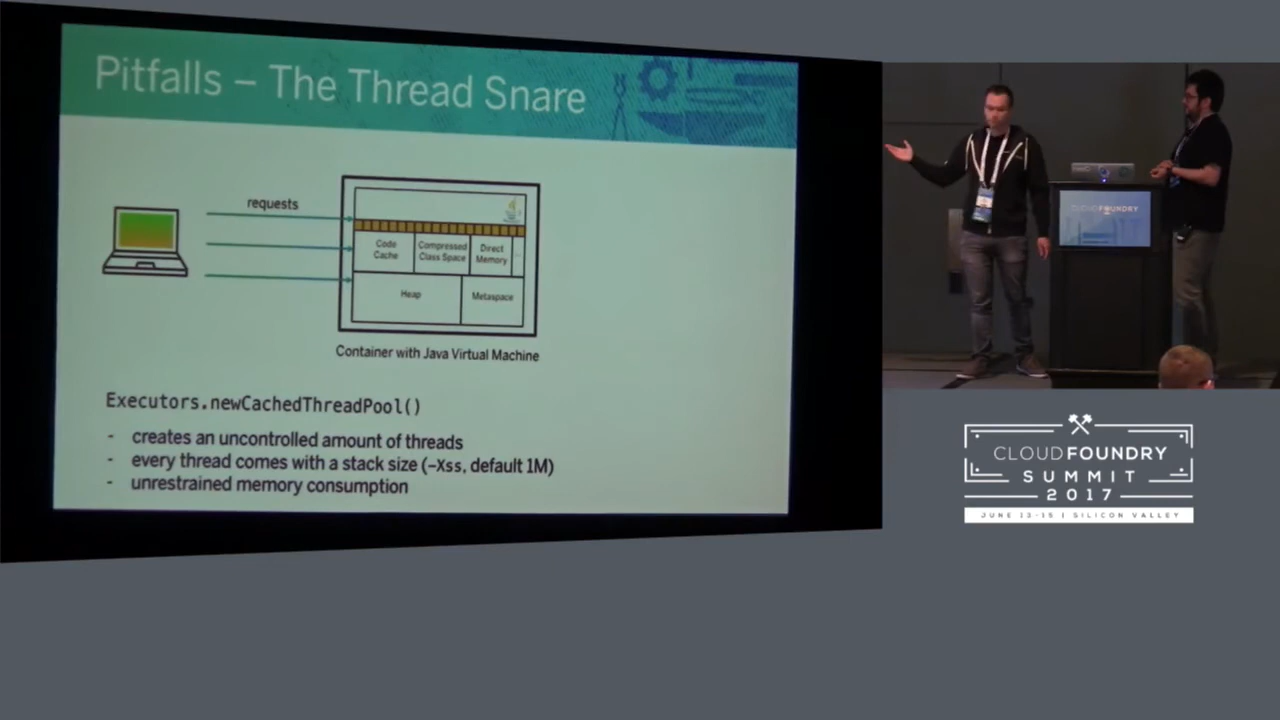 Pitfalls – The Thread Snare
requests
Code
Cache
Compressed
Class Space
Direct
Memory
Heap
Metaspace
Container with Java Virtual Machine
Executors.newCachedThreadPool()
- creates an uncontrolled amount of threads
- every thread comes with a stack size (–Xss, default 1M)
- unrestrained memory consumption
CLOUD FOUNDRY
CLOUD FOUNDRY
SUMMIT
2017
JUNE 13-15 | SILICON VALLEY